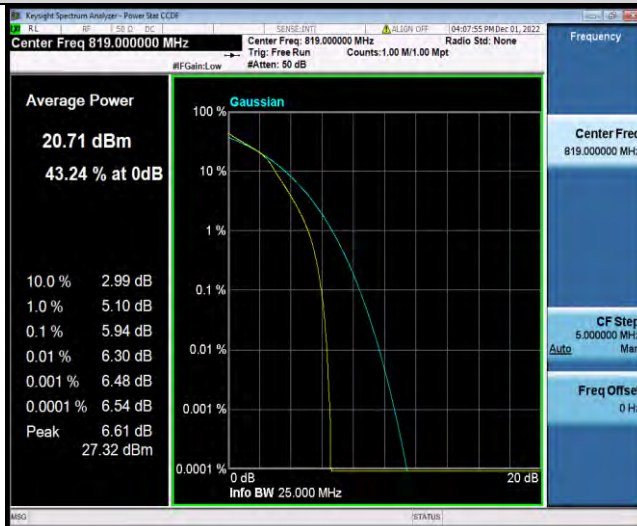 Keysight Spectrum Analyzer - Power Stat CCDF
RL RF 50 Ω DC SENSE:INT ALIGN OFF 04:07:55 PM Dec 01, 2022
Center Freq 819.000000 MHz
Center Freq: 819.000000 MHz Radio Std: None
Trig: Free Run Counts:1.00 M/1.00 Mpt
#IFGain:Low #Atten: 50 dB
Frequency
Average Power
20.71 dBm
43.24 % at 0dB
10.0 % 2.99 dB
1.0 % 5.10 dB
0.1 % 5.94 dB
0.01 % 6.30 dB
0.001 % 6.48 dB
0.0001 % 6.54 dB
Peak 6.61 dB
27.32 dBm
Gaussian
100 %
10 %
1 %
0.1 %
0.01 %
0.001 %
0.0001 %
0 dB 20 dB
Info BW 25.000 MHz
Center Freq
819.000000 MHz
CF Step
5.000000 MHz
Auto Man
Freq Offset
0 Hz
MSG STATUS